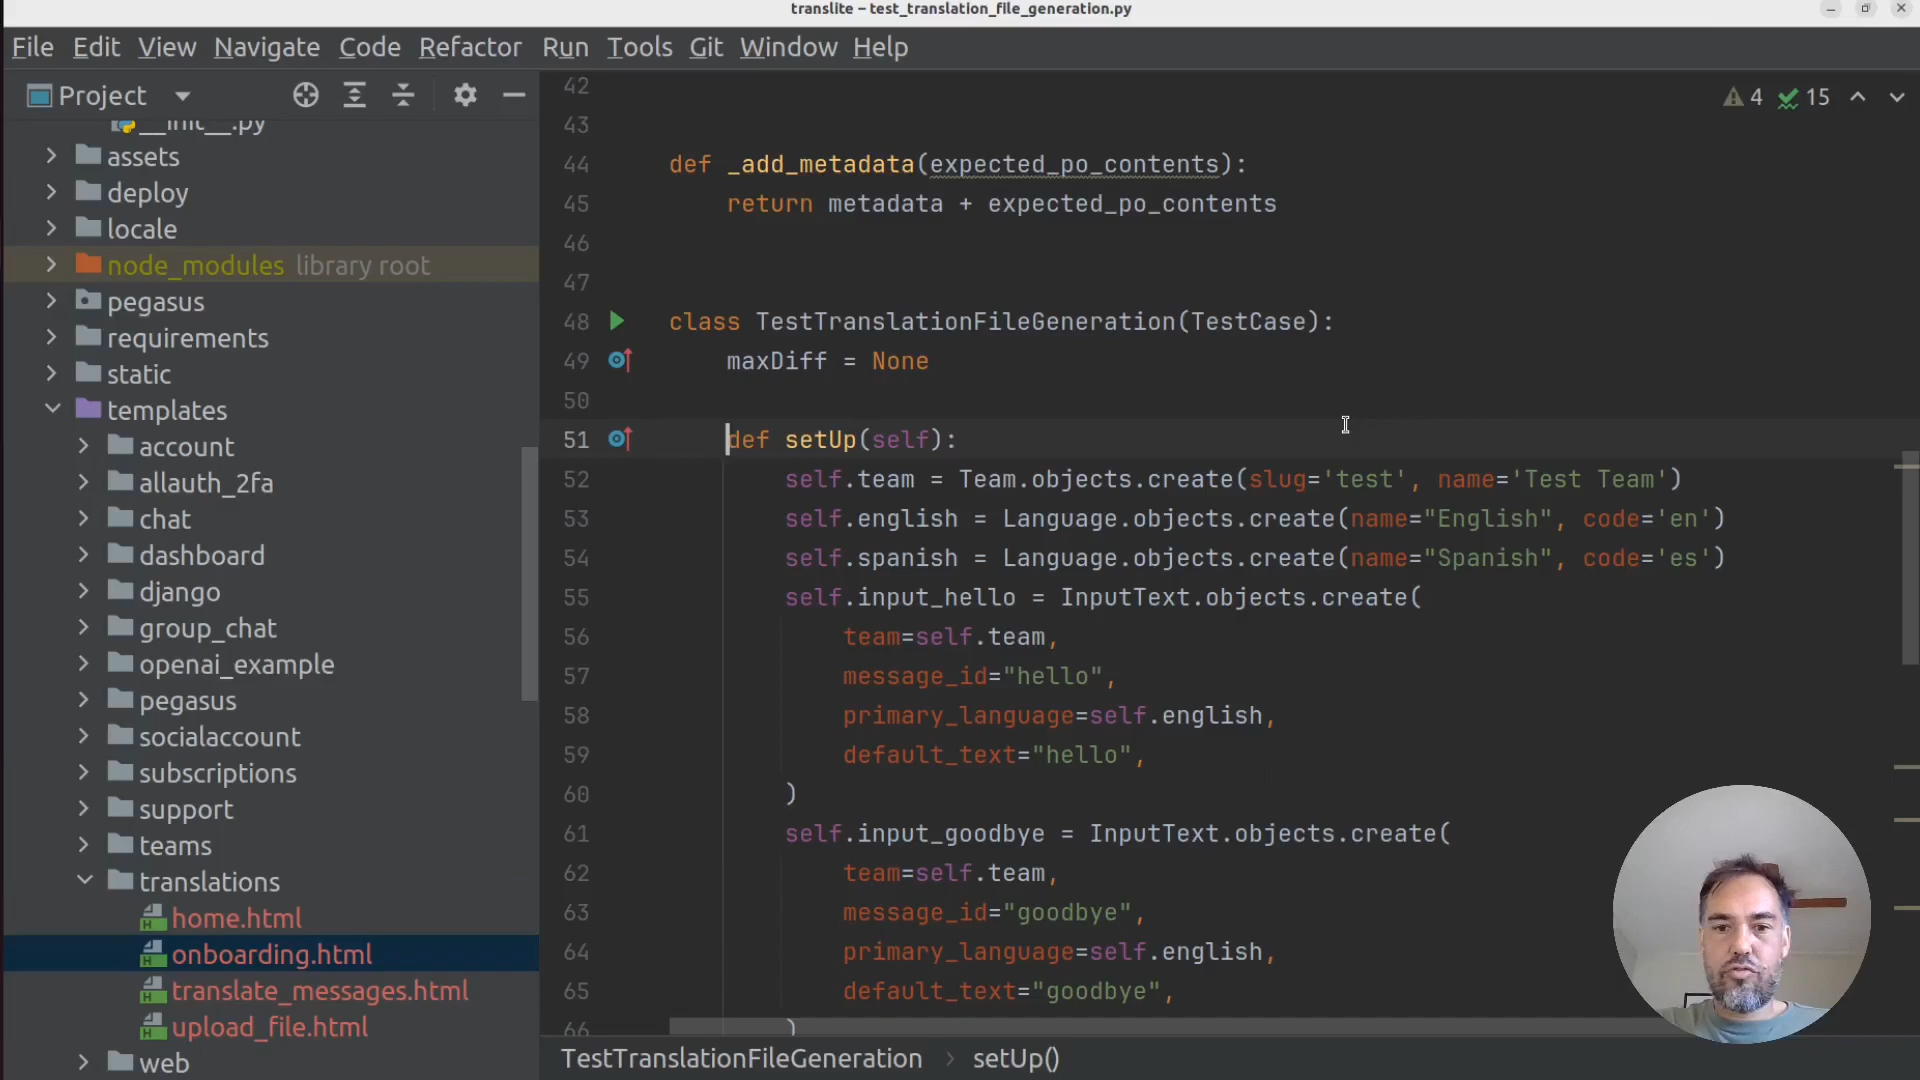 translite – test_translation_file_generation.py
File Edit View Navigate Code Refactor Run Tools Git Window Help
Project
4 15
__init__.py
assets
deploy
locale
node_modules library root
pegasus
requirements
static
templates
account
allauth_2fa
chat
dashboard
django
group_chat
openai_example
pegasus
socialaccount
subscriptions
support
teams
translations
home.html
onboarding.html
translate_messages.html
upload_file.html
web
42
43
44 def _add_metadata(expected_po_contents):
45 return metadata + expected_po_contents
46
47
48 class TestTranslationFileGeneration(TestCase):
49 maxDiff = None
50
51 def setUp(self):
52 self.team = Team.objects.create(slug='test', name='Test Team')
53 self.english = Language.objects.create(name="English", code='en')
54 self.spanish = Language.objects.create(name="Spanish", code='es')
55 self.input_hello = InputText.objects.create(
56 team=self.team,
57 message_id="hello",
58 primary_language=self.english,
59 default_text="hello",
60 )
61 self.input_goodbye = InputText.objects.create(
62 team=self.team,
63 message_id="goodbye",
64 primary_language=self.english,
65 default_text="goodbye",
66 )
TestTranslationFileGeneration › setUp()